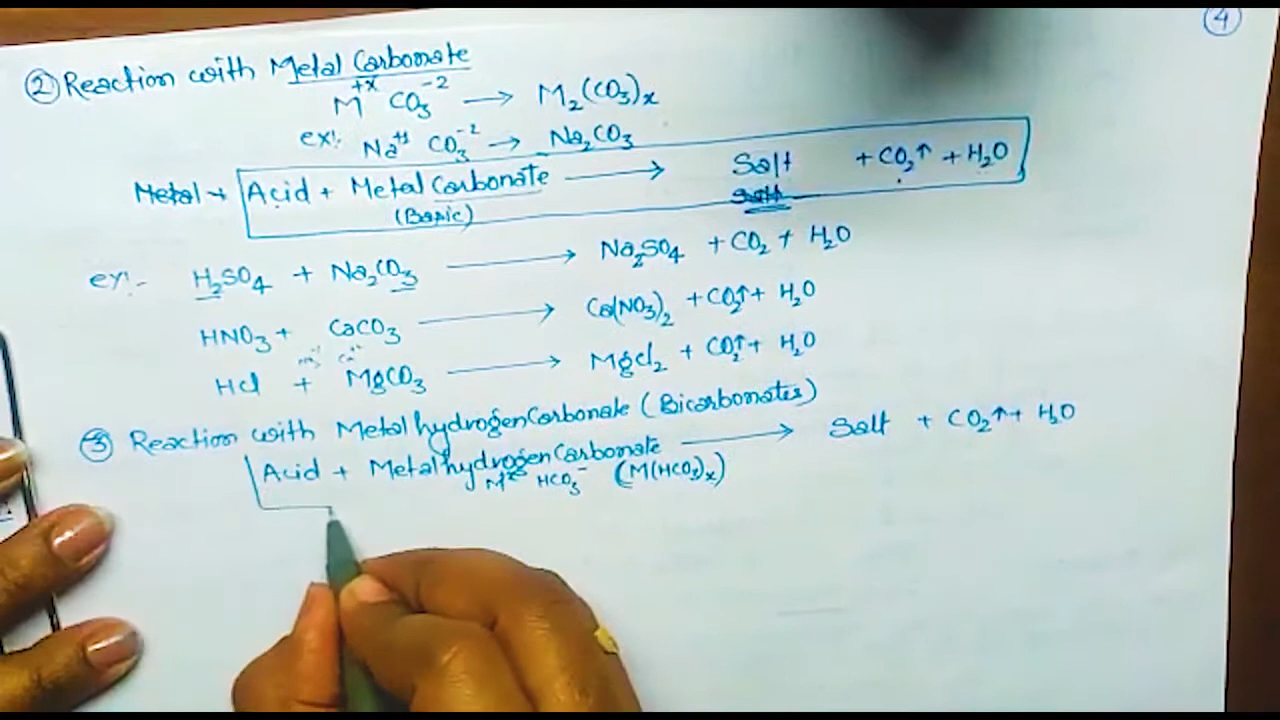 ④
② Reaction with Metal Carbonate
M⁺ˣ CO₃⁻² → M₂(CO₃)ₓ
ex:- Na⁺¹ CO₃⁻² → Na₂CO₃
Metal + Acid + Metal Carbonate → Salt + CO₂↑ + H₂O
(Basic) Salt
ex:- H₂SO₄ + Na₂CO₃ → Na₂SO₄ + CO₂ + H₂O
HNO₃ + CaCO₃ → Ca(NO₃)₂ + CO₂↑ + H₂O
HCl + MgCO₃ → MgCl₂ + CO₂↑ + H₂O
③ Reaction with Metal hydrogen Carbonate (Bicarbonates)
Acid + Metal hydrogen Carbonate → Salt + CO₂↑ + H₂O
M⁺ˣ HCO₃⁻ (M(HCO₃)ₓ)